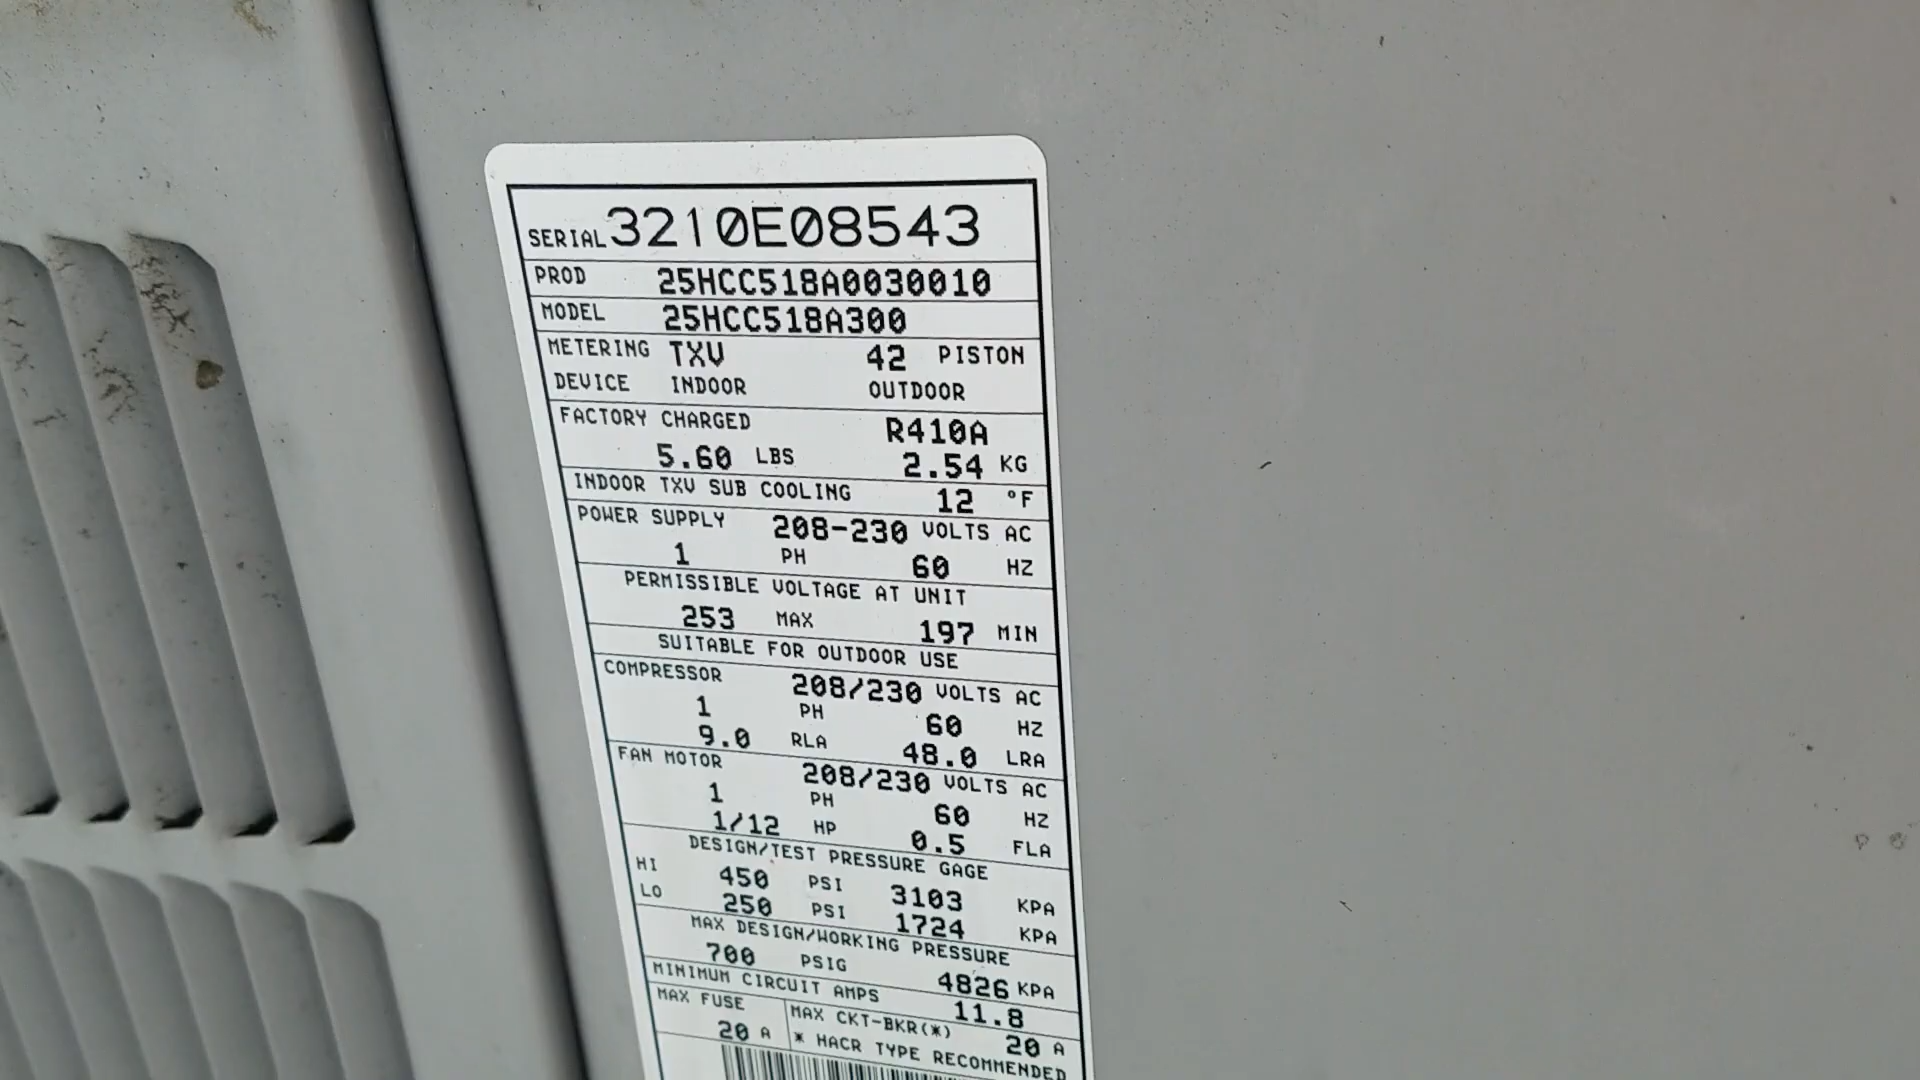 SERIAL 3210E08543
PROD 25HCC518A0030010
MODEL 25HCC518A300
METERING TXV 42 PISTON
DEVICE INDOOR OUTDOOR
FACTORY CHARGED R410A
5.60 LBS 2.54 KG
INDOOR TXV SUB COOLING 12 °F
POWER SUPPLY 208-230 VOLTS AC
1 PH 60 HZ
PERMISSIBLE VOLTAGE AT UNIT
253 MAX 197 MIN
SUITABLE FOR OUTDOOR USE
COMPRESSOR 208/230 VOLTS AC
1 PH 60 HZ
9.0 RLA 48.0 LRA
FAN MOTOR 208/230 VOLTS AC
1 PH 60 HZ
1/12 HP 0.5 FLA
DESIGN/TEST PRESSURE GAGE
HI 450 PSI 3103 KPA
LO 250 PSI 1724 KPA
MAX DESIGN/WORKING PRESSURE
700 PSIG 4826 KPA
MINIMUM CIRCUIT AMPS 11.8
MAX FUSE MAX CKT-BKR(*)
20 A 20 A
* HACR TYPE RECOMMENDED